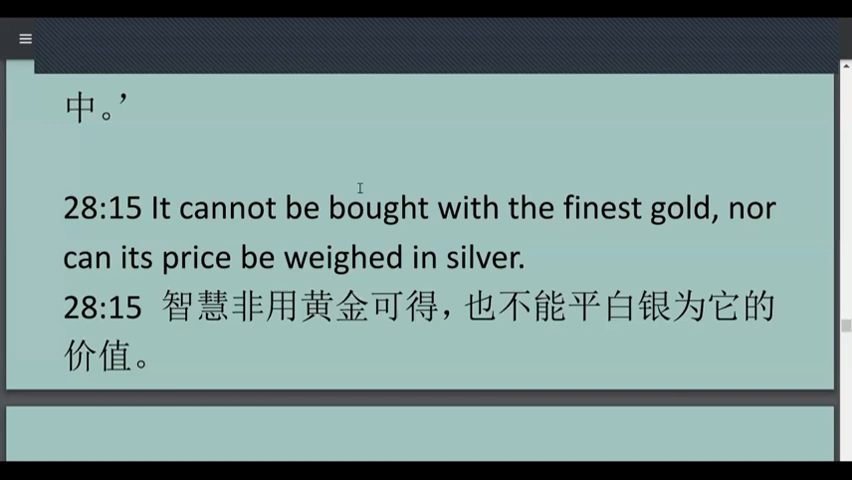 中。’
28:15 It cannot be bought with the finest gold, nor
can its price be weighed in silver.
28:15 智慧非用黄金可得，也不能平白银为它的
价值。